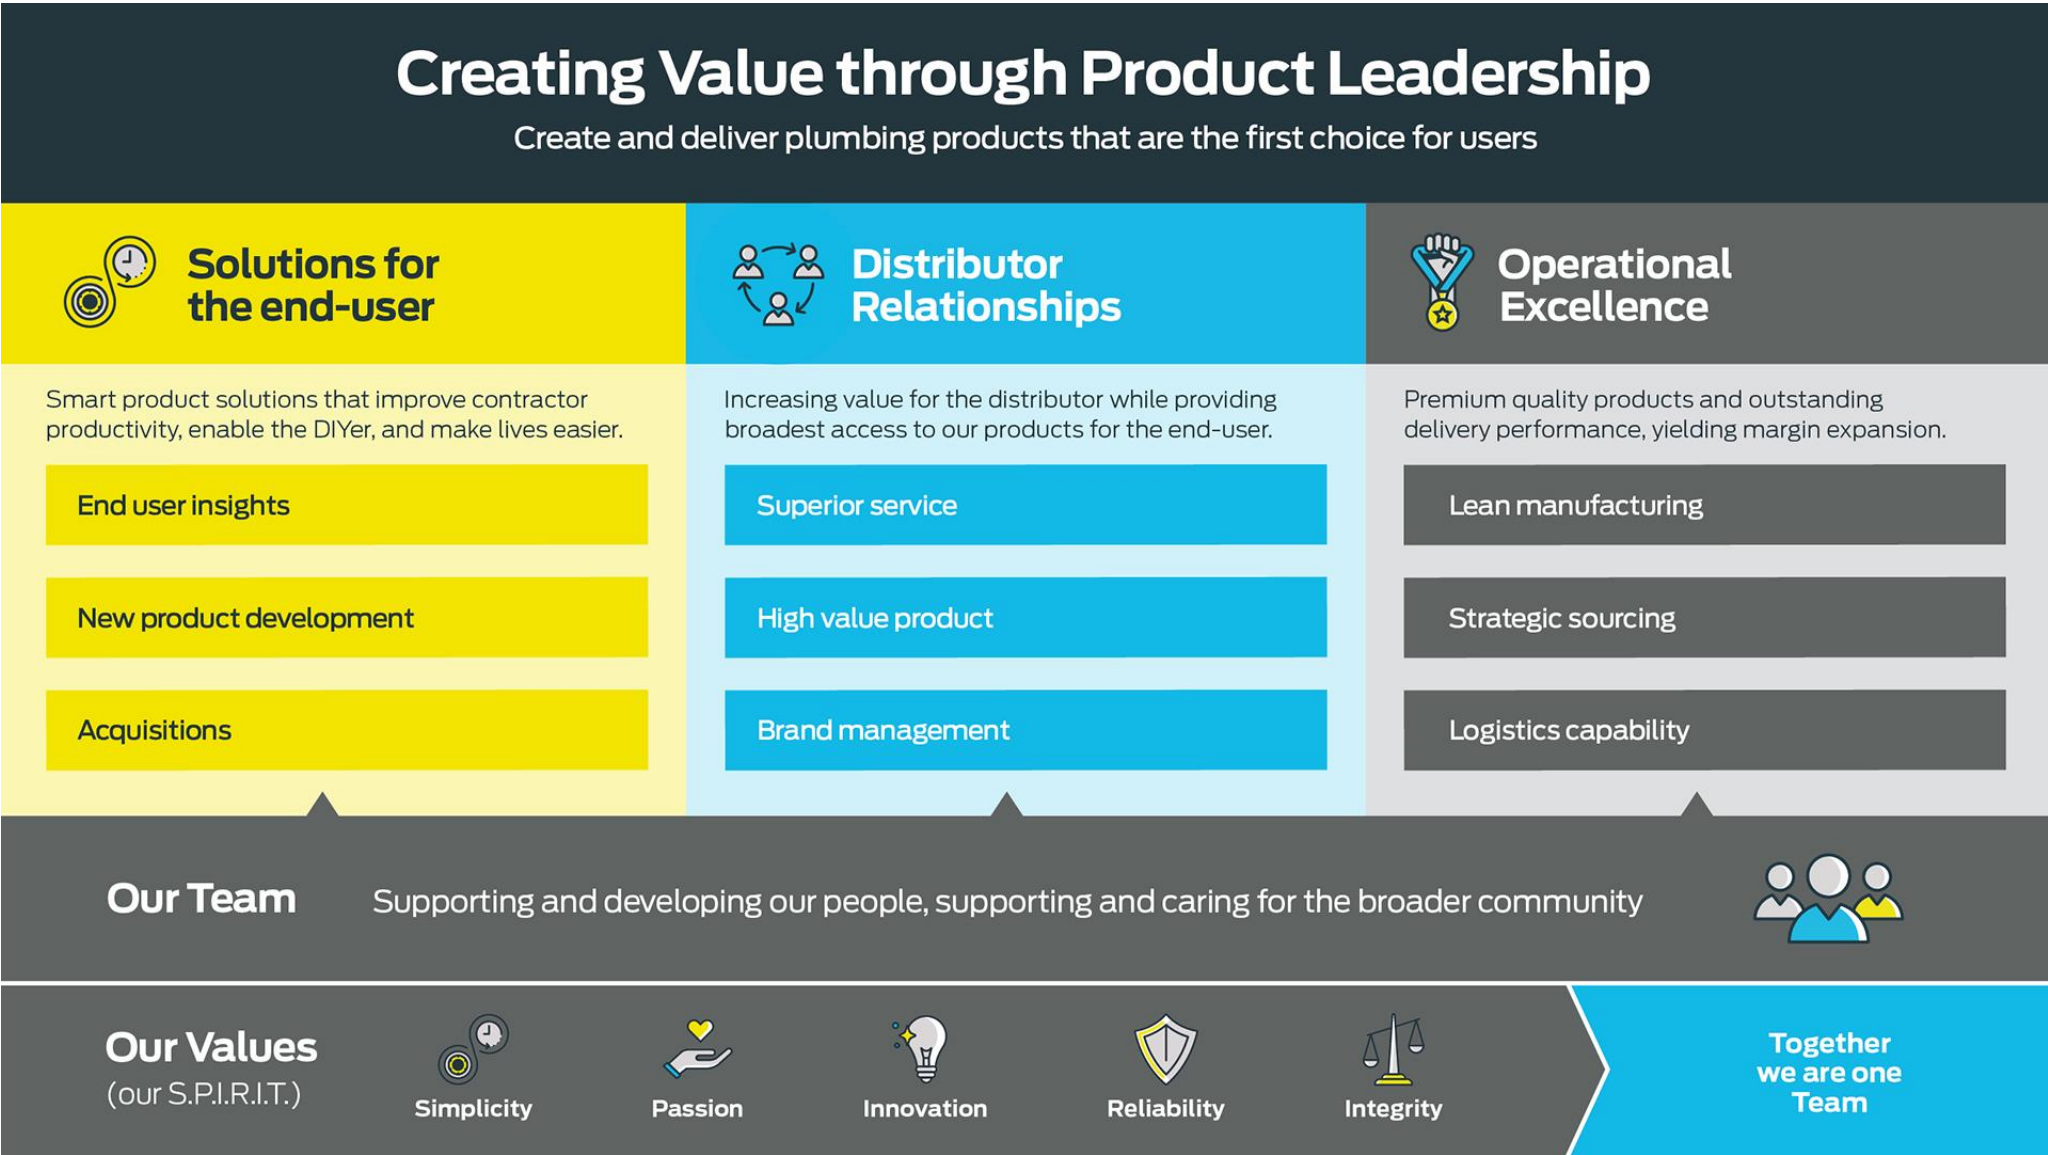 Creating Value through Product Leadership
Create and deliver plumbing products that are the first choice for users
Solutions for
the end-user
Smart product solutions that improve contractor
productivity, enable the DIYer, and make lives easier.
End user insights
New product development
Acquisitions
Distributor
Relationships
Increasing value for the distributor while providing
broadest access to our products for the end-user.
Superior service
High value product
Brand management
Operational
Excellence
Premium quality products and outstanding
delivery performance, yielding margin expansion.
Lean manufacturing
Strategic sourcing
Logistics capability
Our Team
Supporting and developing our people, supporting and caring for the broader community
Our Values
(our S.P.I.R.I.T.)
Simplicity
Passion
Innovation
Reliability
Integrity
Together
we are one
Team